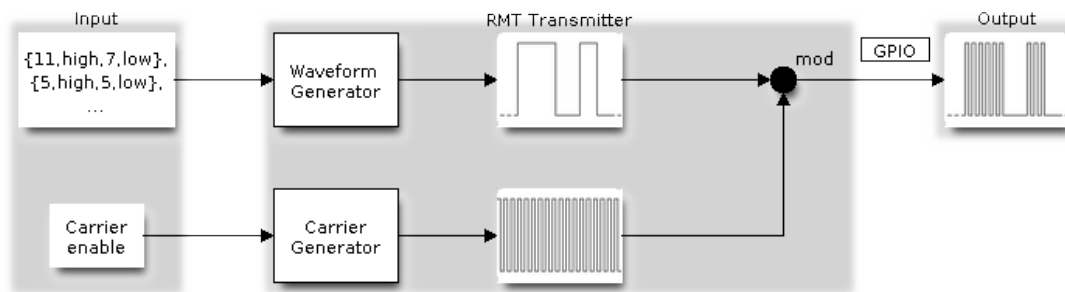 Input
RMT Transmitter
Output
{11,high,7,low},
{5,high,5,low},
...
Waveform
Generator
mod
GPIO
Carrier
enable
Carrier
Generator